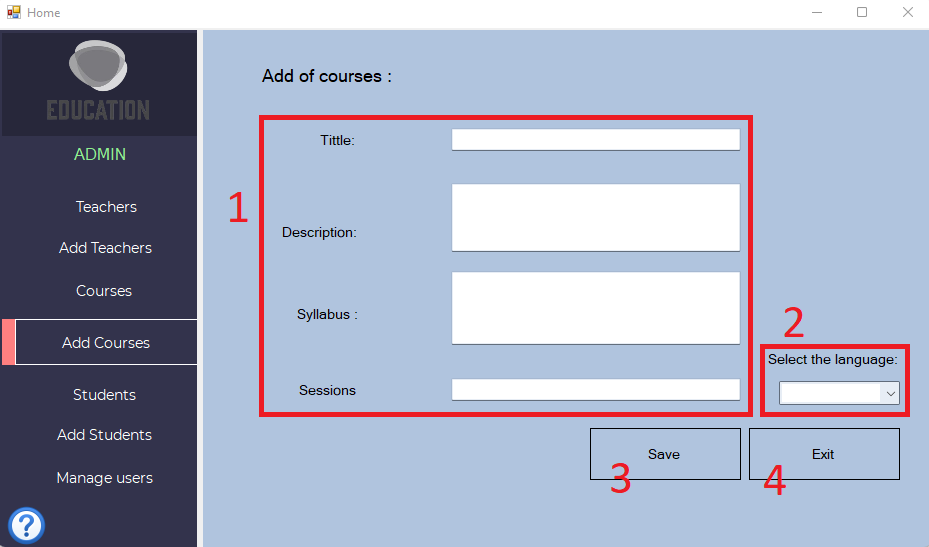 Home
EDUCATION
ADMIN
Teachers
Add Teachers
Courses
Add Courses
Students
Add Students
Manage users
?
Add of courses :
1
Tittle:
Description:
Syllabus :
Sessions
2
Select the language:
Save
Exit
3
4